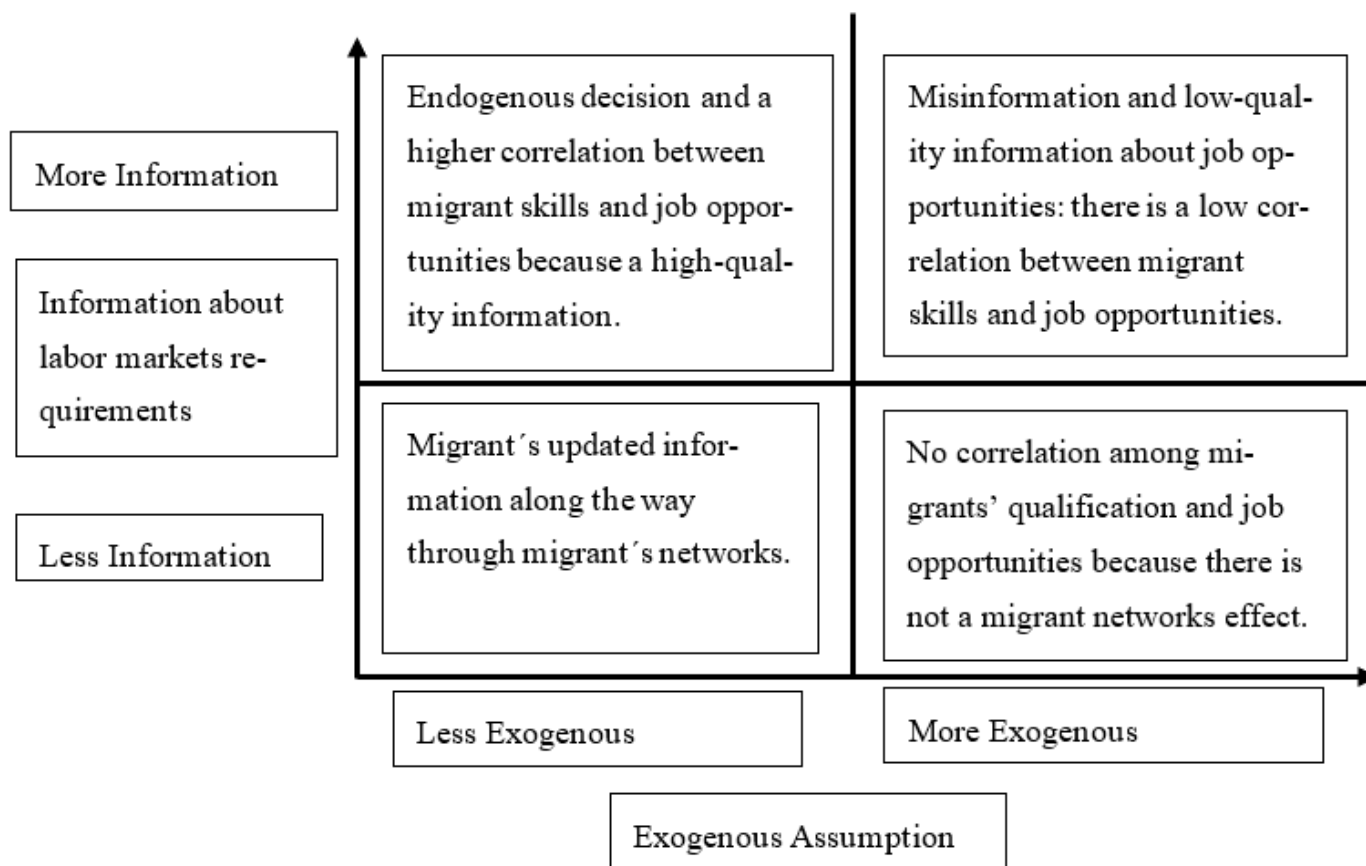 More Information
Information about
labor markets re-
quirements
Less Information
Endogenous decision and a
higher correlation between
migrant skills and job oppor-
tunities because a high-qual-
ity information.
Misinformation and low-qual-
ity information about job op-
portunities: there is a low cor-
relation between migrant
skills and job opportunities.
Migrant´s updated infor-
mation along the way
through migrant´s networks.
No correlation among mi-
grants’ qualification and job
opportunities because there is
not a migrant networks effect.
Less Exogenous
More Exogenous
Exogenous Assumption